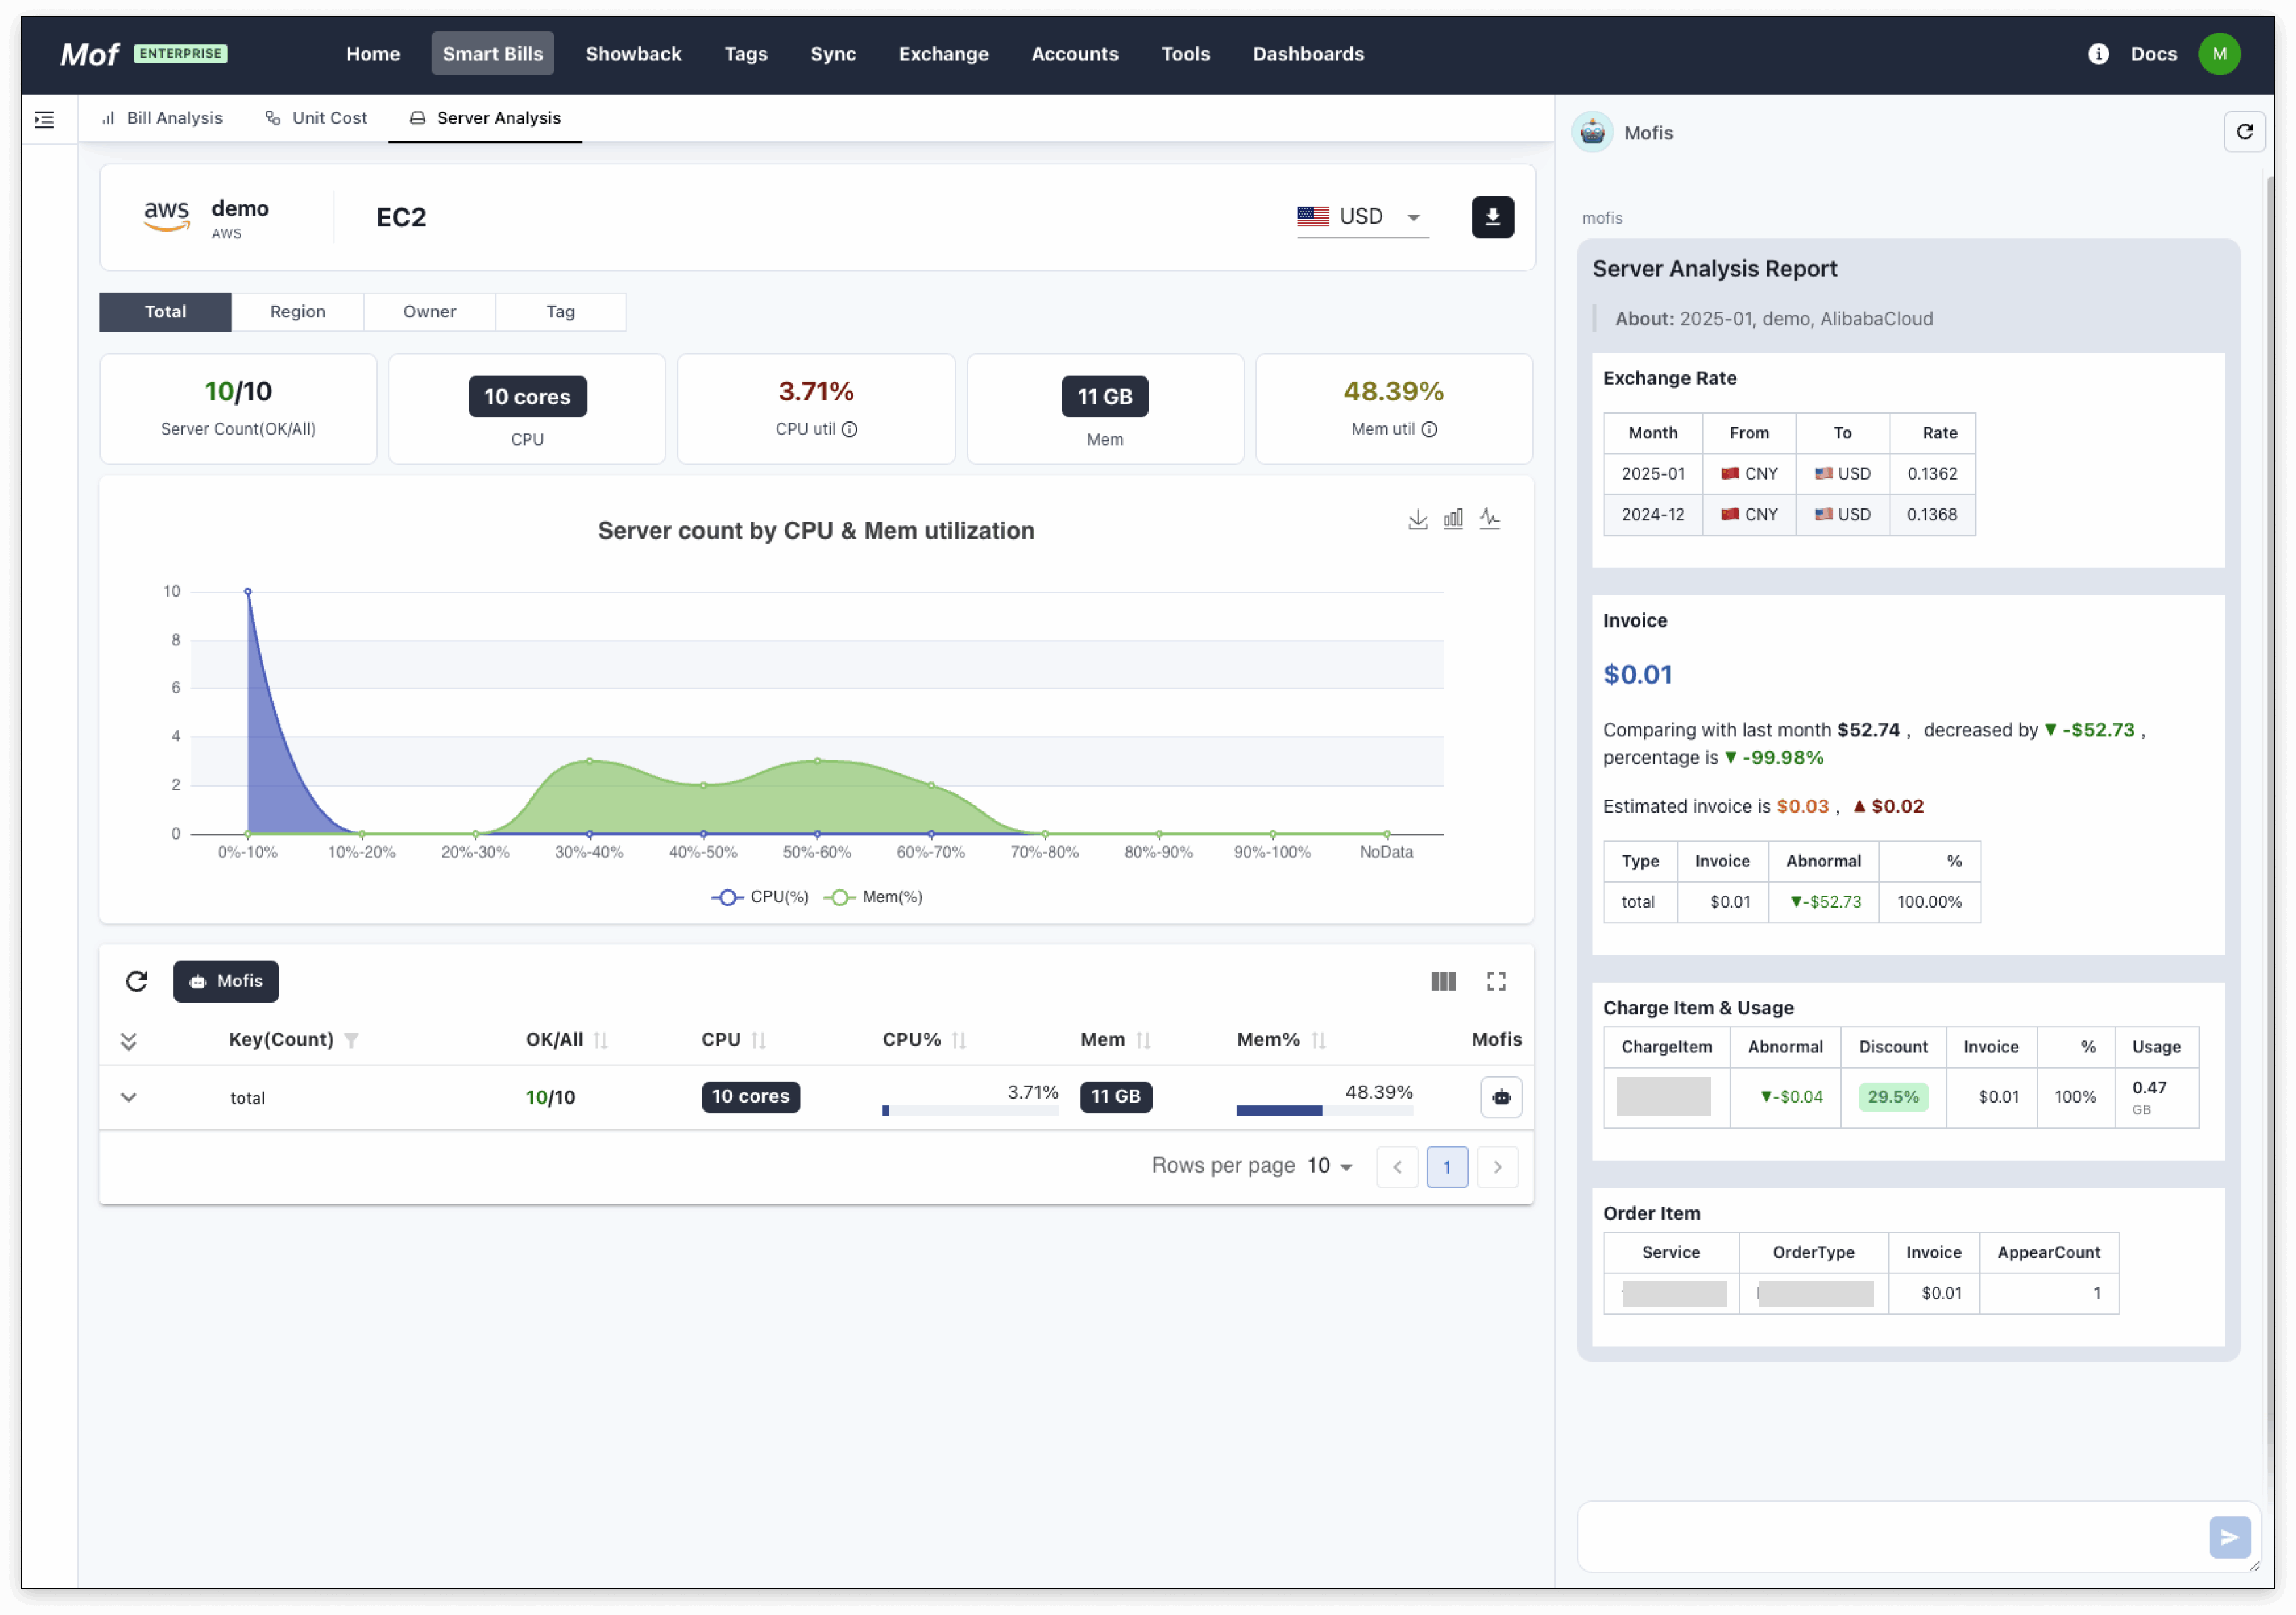 Mof ENTERPRISE Home Smart Bills Showback Tags Sync Exchange Accounts Tools Dashboards Docs M
Bill Analysis Unit Cost Server Analysis
aws demo AWS EC2 USD
Total Region Owner Tag
10/10 10 cores 3.71% 11 GB 48.39%
Server Count(OK/All) CPU CPU util Mem Mem util
Server count by CPU & Mem utilization
10
8
6
4
2
0
0%-10% 10%-20% 20%-30% 30%-40% 40%-50% 50%-60% 60%-70% 70%-80% 80%-90% 90%-100% NoData
CPU(%) Mem(%)
Mofis
Key(Count) OK/All CPU CPU% Mem Mem% Mofis
total 10/10 10 cores 3.71% 11 GB 48.39%
Rows per page 10 1
Mofis
mofis
Server Analysis Report
About: 2025-01, demo, AlibabaCloud
Exchange Rate
Month From To Rate
2025-01 CNY USD 0.1362
2024-12 CNY USD 0.1368
Invoice
$0.01
Comparing with last month $52.74 , decreased by ▼ -$52.73 ,
percentage is ▼ -99.98%
Estimated invoice is $0.03 , ▲ $0.02
Type Invoice Abnormal %
total $0.01 ▼-$52.73 100.00%
Charge Item & Usage
ChargeItem Abnormal Discount Invoice % Usage
▼-$0.04 29.5% $0.01 100% 0.47
GB
Order Item
Service OrderType Invoice AppearCount
$0.01 1